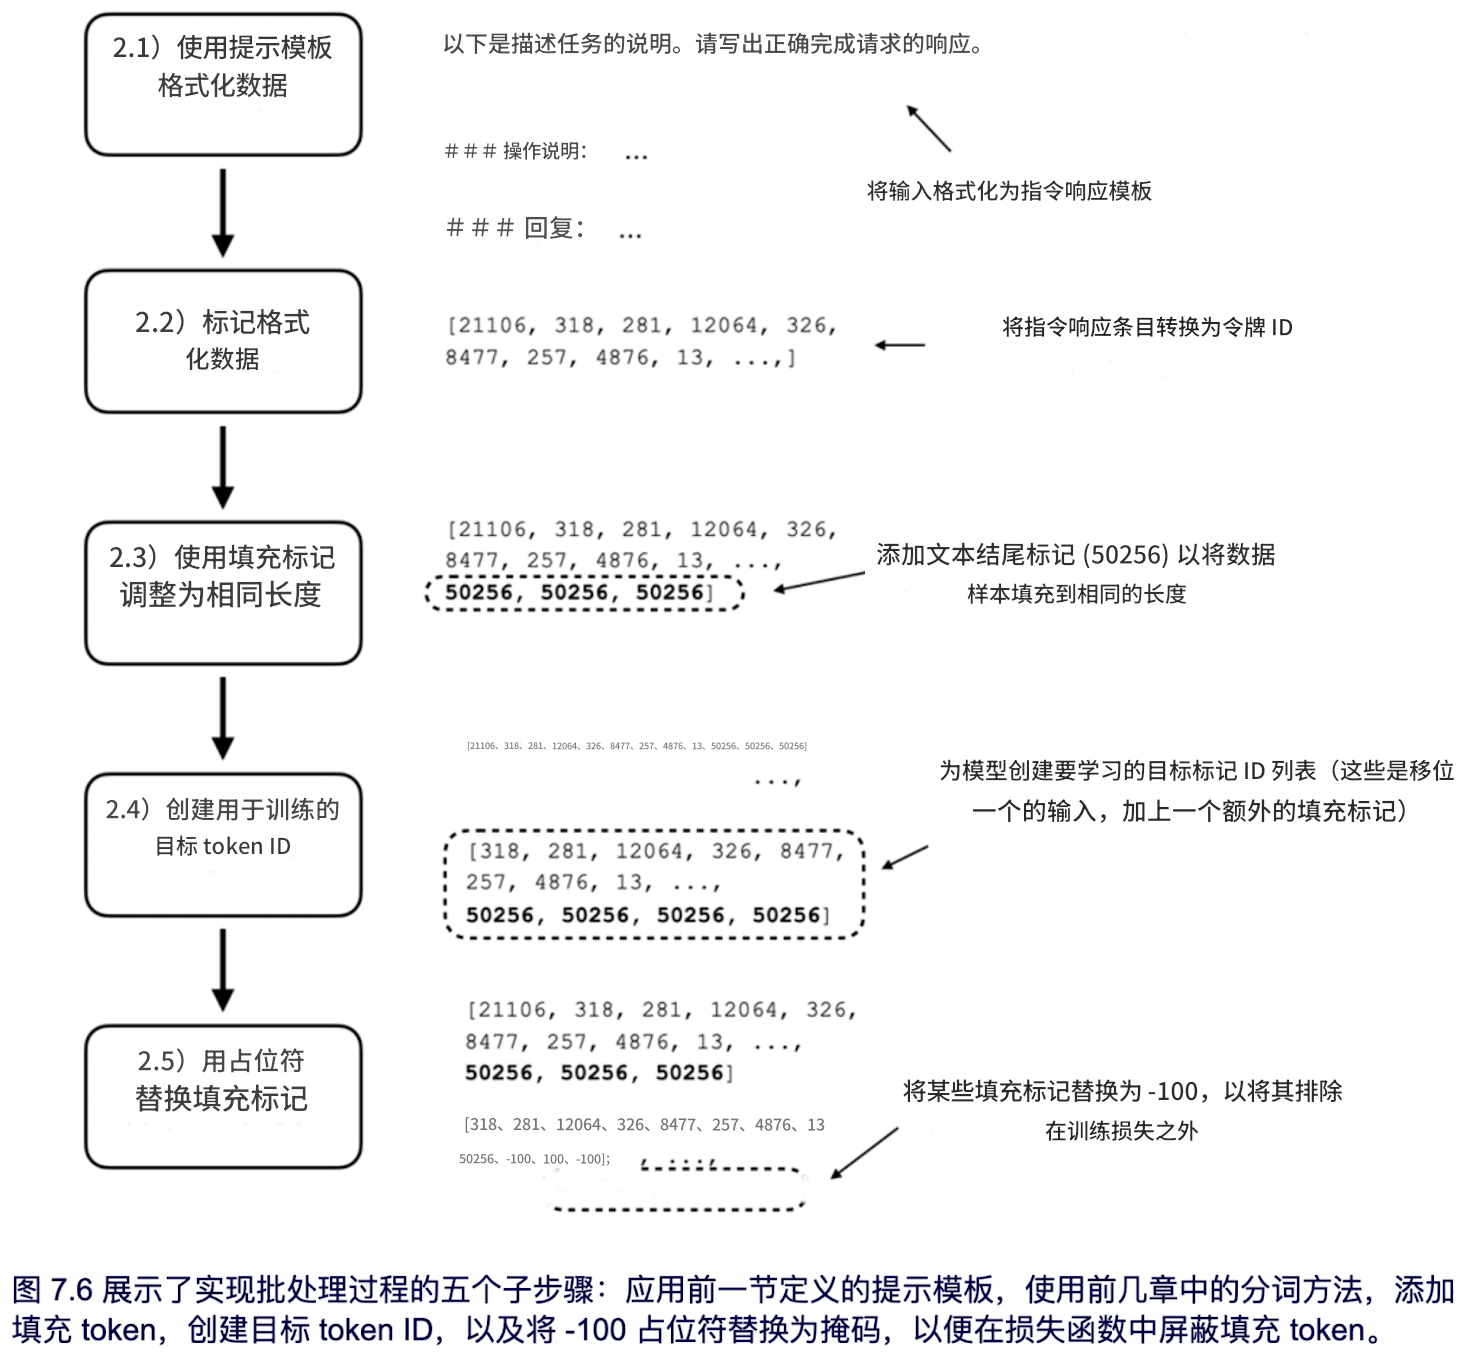 2.1）使用提示模板
格式化数据
以下是描述任务的说明。请写出正确完成请求的响应。
### 操作说明： ...
### 回复： ...
将输入格式化为指令响应模板
2.2）标记格式
化数据
[21106, 318, 281, 12064, 326,
8477, 257, 4876, 13, ...,]
将指令响应条目转换为令牌 ID
2.3）使用填充标记
调整为相同长度
[21106, 318, 281, 12064, 326,
8477, 257, 4876, 13, ...,
50256, 50256, 50256]
添加文本结尾标记 (50256) 以将数据
样本填充到相同的长度
2.4）创建用于训练的
目标 token ID
[21106、318、281、12064、326、8477、257、4876、13、50256、50256、50256]
...,
[318, 281, 12064, 326, 8477,
257, 4876, 13, ...,
50256, 50256, 50256, 50256]
为模型创建要学习的目标标记 ID 列表（这些是移位
一个的输入，加上一个额外的填充标记）
2.5）用占位符
替换填充标记
[21106, 318, 281, 12064, 326,
8477, 257, 4876, 13, ...,
50256, 50256, 50256]
[318、281、12064、326、8477、257、4876、13
50256、-100、100、-100]；
, ...,
将某些填充标记替换为 -100，以将其排除
在训练损失之外
图 7.6 展示了实现批处理过程的五个子步骤：应用前一节定义的提示模板，使用前几章中的分词方法，添加
填充 token，创建目标 token ID，以及将 -100 占位符替换为掩码，以便在损失函数中屏蔽填充 token。